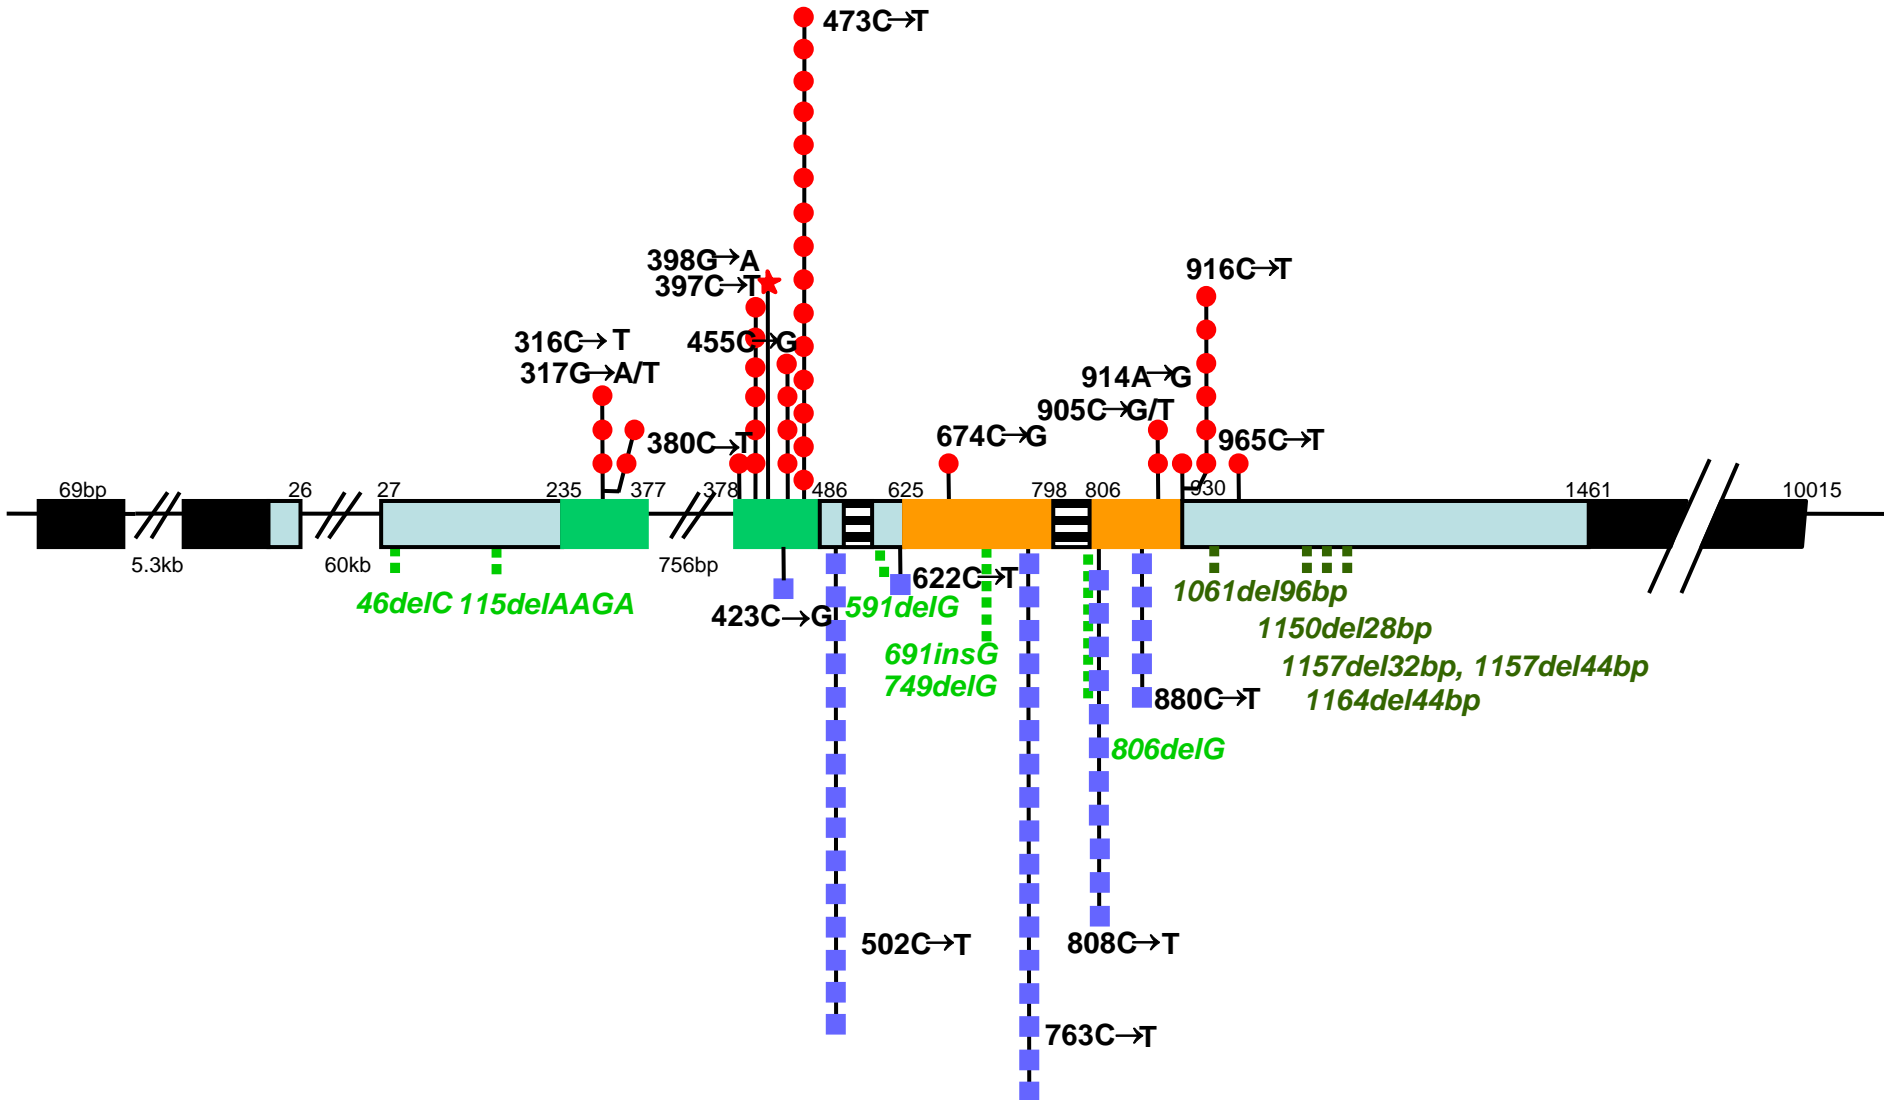 473C→T
398G→A
397C→T
916C→T
316C→T
455C→G
317G→A/T
914A→G
905C→G/T
380C→T
674C→G
965C→T
69bp
26
27
235
377
378
486
625
798
806
930
1461
10015
5.3kb
60kb
756bp
46delC
115delAAGA
423C→G
591delG
622C→T
1061del96bp
1150del28bp
691insG
749delG
1157del32bp, 1157del44bp
880C→T
1164del44bp
806delG
502C→T
808C→T
763C→T